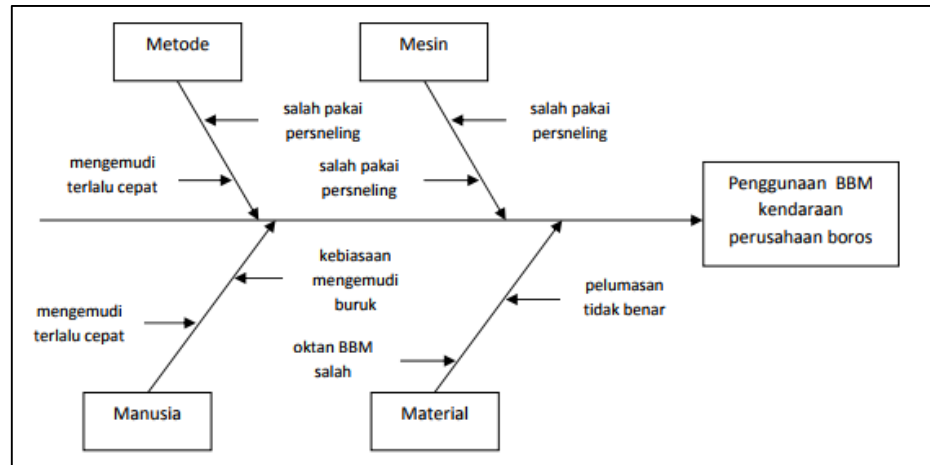 Metode
Mesin
salah pakai
persneling
salah pakai
persneling
mengemudi
terlalu cepat
salah pakai
persneling
Penggunaan BBM
kendaraan
perusahaan boros
kebiasaan
mengemudi
buruk
pelumasan
tidak benar
mengemudi
terlalu cepat
oktan BBM
salah
Manusia
Material